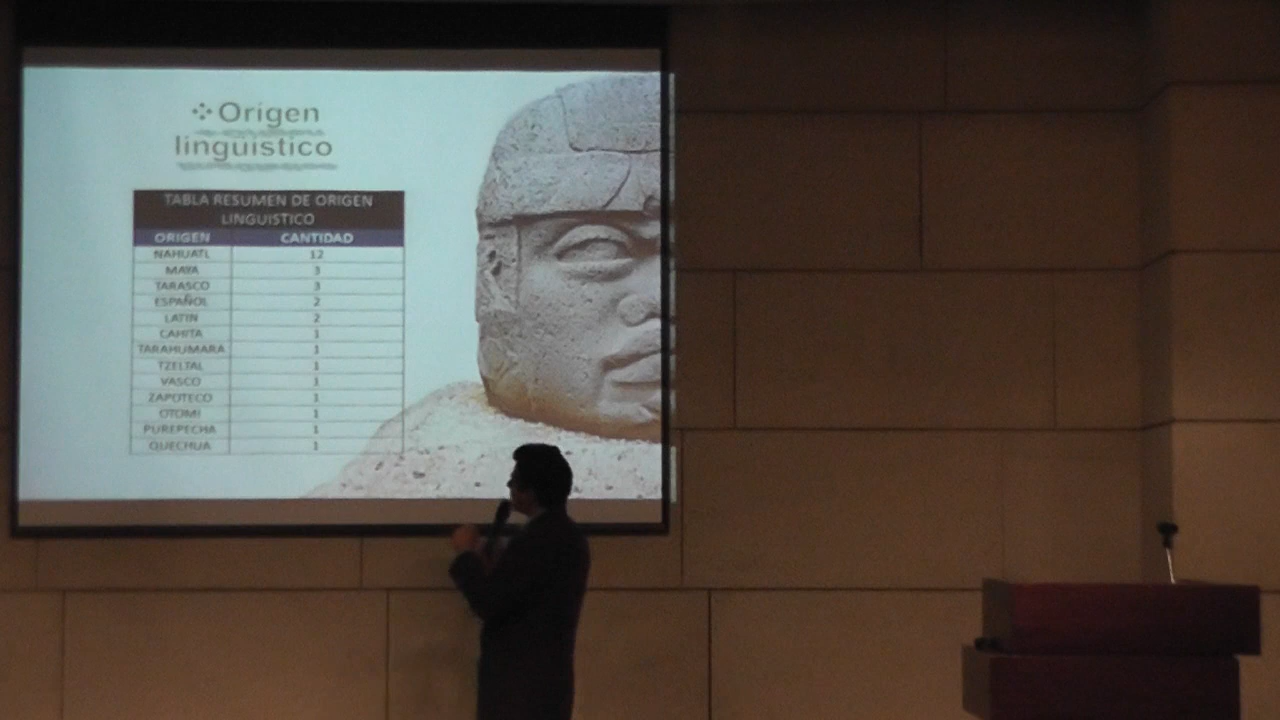 Origen
lingüistico
TABLA RESUMEN DE ORIGEN
LINGUISTICO
ORIGEN CANTIDAD
NAHUATL 12
MAYA 3
TARASCO 3
ESPAÑOL 2
LATIN 2
CAHITA 1
TARAHUMARA 1
TZELTAL 1
VASCO 1
ZAPOTECO 1
OTOMI 1
PUREPECHA 1
QUECHUA 1